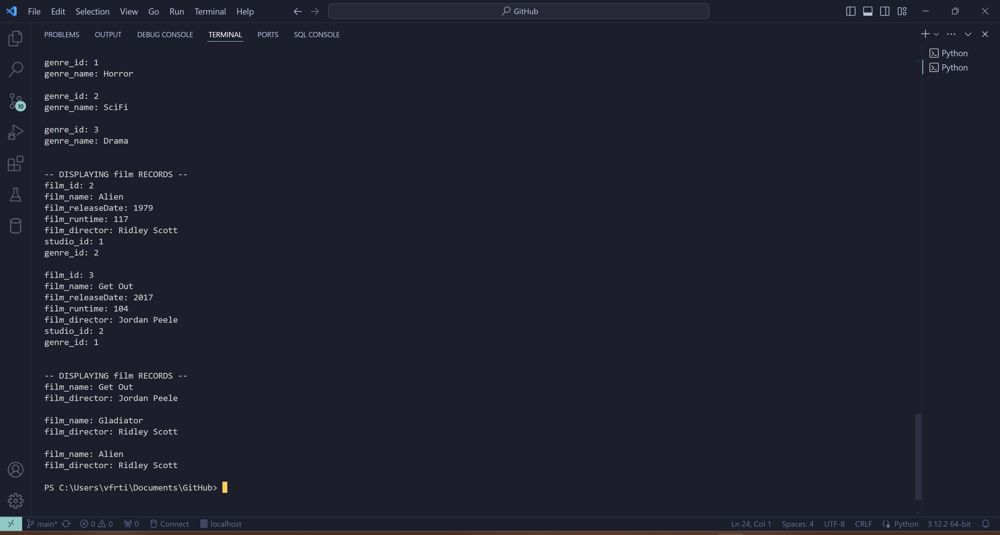 File Edit Selection View Go Run Terminal Help
GitHub
PROBLEMS OUTPUT DEBUG CONSOLE TERMINAL PORTS SQL CONSOLE
Python
Python
10
genre_id: 1
genre_name: Horror
genre_id: 2
genre_name: SciFi
genre_id: 3
genre_name: Drama
-- DISPLAYING film RECORDS --
film_id: 2
film_name: Alien
film_releaseDate: 1979
film_runtime: 117
film_director: Ridley Scott
studio_id: 1
genre_id: 2
film_id: 3
film_name: Get Out
film_releaseDate: 2017
film_runtime: 104
film_director: Jordan Peele
studio_id: 2
genre_id: 1
-- DISPLAYING film RECORDS --
film_name: Get Out
film_director: Jordan Peele
film_name: Gladiator
film_director: Ridley Scott
film_name: Alien
film_director: Ridley Scott
PS C:\Users\vfrti\Documents\GitHub>
main* 0 0 0 Connect localhost Ln 24, Col 1 Spaces: 4 UTF-8 CRLF Python 3.12.2 64-bit